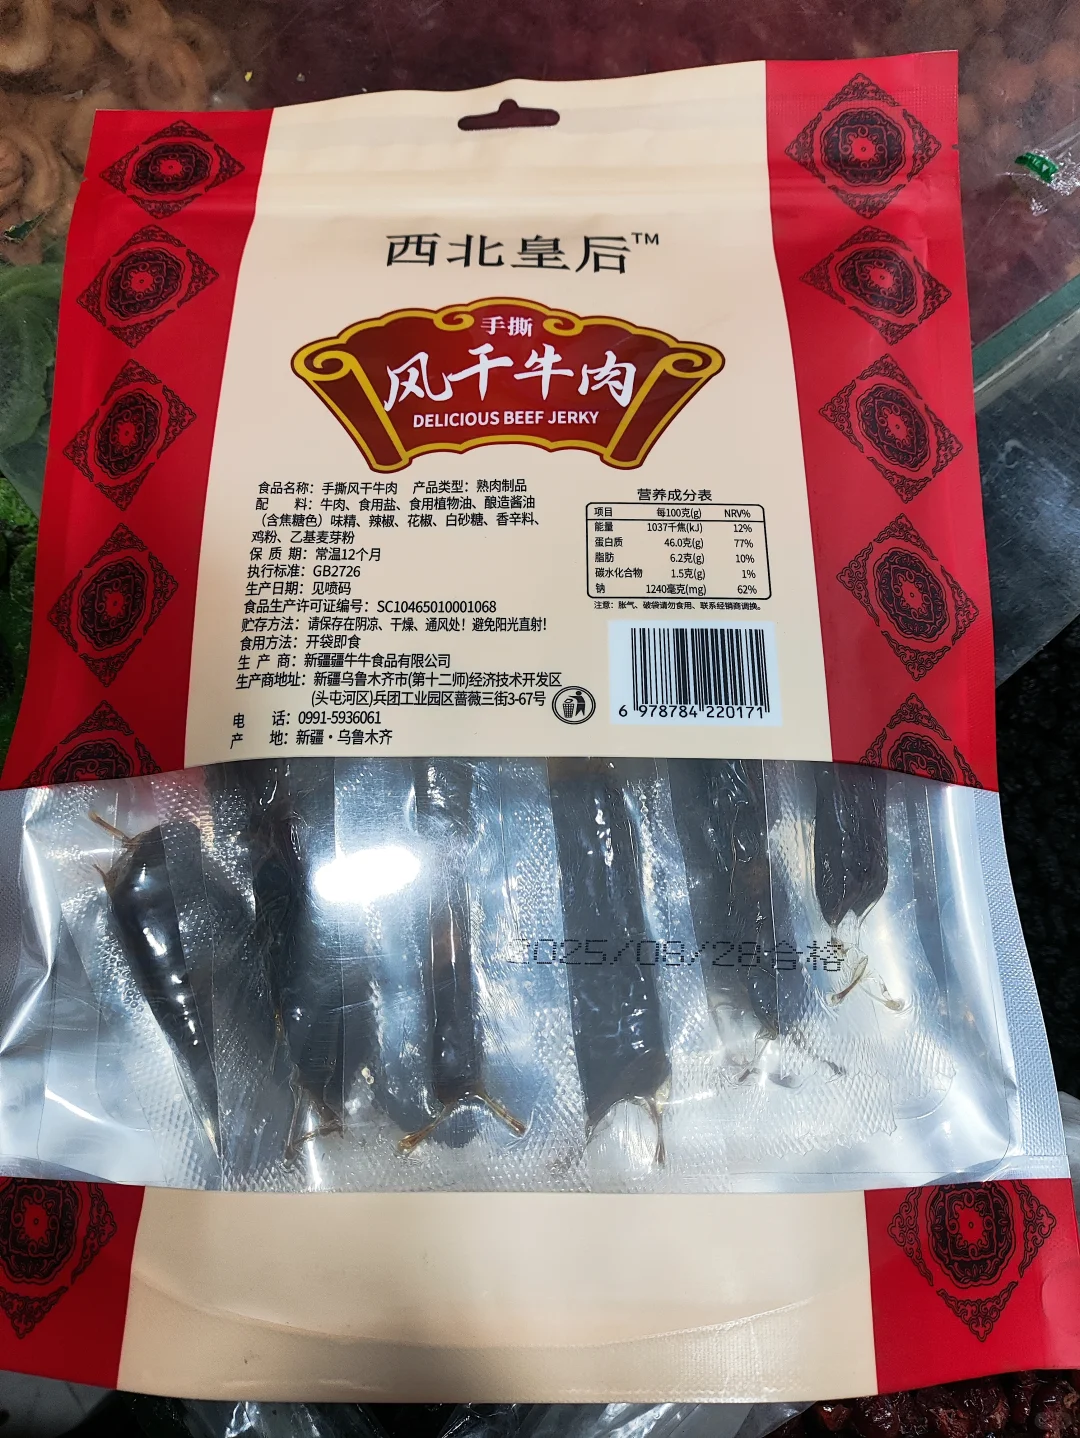 西北皇后™
手撕
风干牛肉
DELICIOUS BEEF JERKY
食品名称：手撕风干牛肉 产品类型：熟肉制品
配 料：牛肉、食用盐、食用植物油、酿造酱油
（含焦糖色）味精、辣椒、花椒、白砂糖、香辛料、
鸡粉、乙基麦芽粉
保 质 期：常温12个月
执行标准：GB2726
生产日期：见喷码
食品生产许可证编号：SC10465010001068
贮存方法：请保存在阴凉、干燥、通风处！避免阳光直射！
食用方法：开袋即食
生 产 商：新疆疆牛牛食品有限公司
生产商地址：新疆乌鲁木齐市(第十二师)经济技术开发区
(头屯河区)兵团工业园区蔷薇三街3-67号
电 话：0991-5936061
产 地：新疆·乌鲁木齐
营养成分表
项目 每100克(g) NRV%
能量 1037千焦(kJ) 12%
蛋白质 46.0克(g) 77%
脂肪 6.2克(g) 10%
碳水化合物 1.5克(g) 1%
钠 1240毫克(mg) 62%
注意：胀气、破袋请勿食用、联系经销商调换。
6 978784 220171
2025/08/28合格